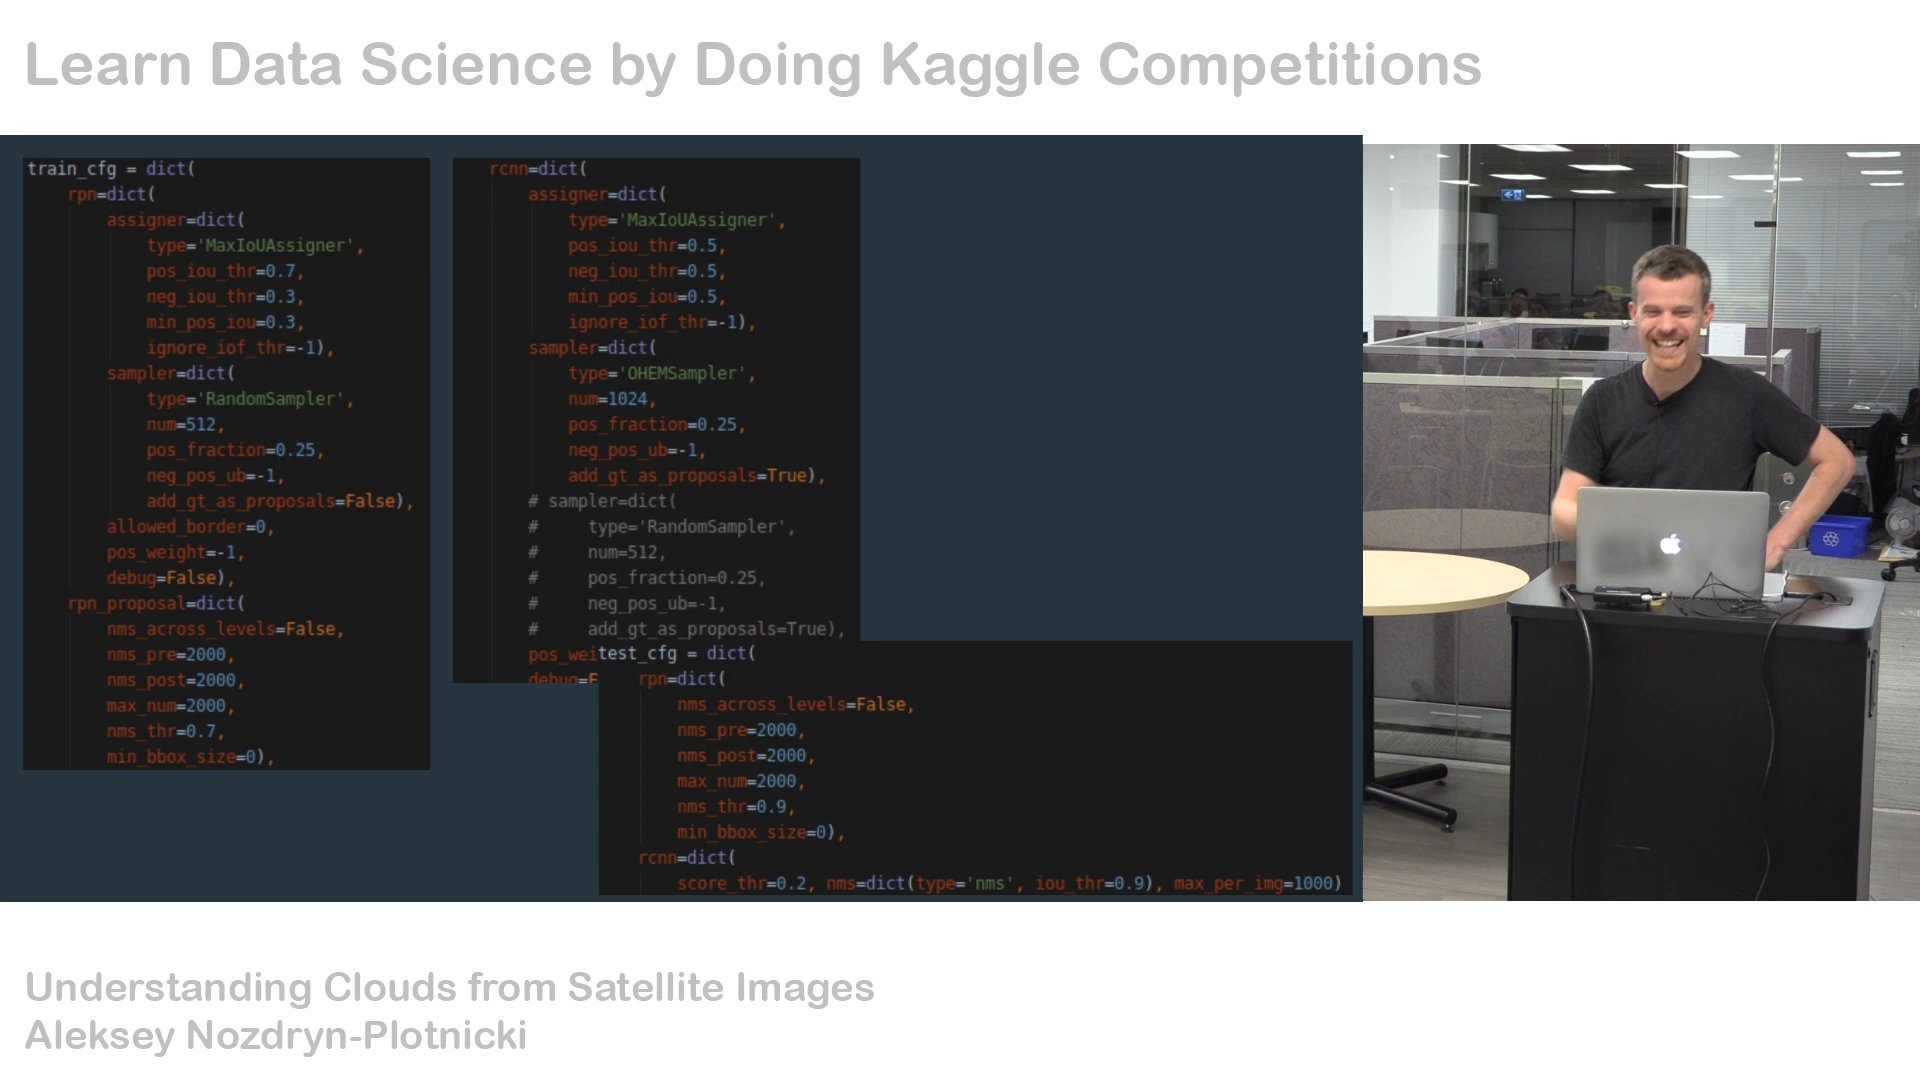 Learn Data Science by Doing Kaggle Competitions
train_cfg = dict(
rpn=dict(
assigner=dict(
type='MaxIoUAssigner',
pos_iou_thr=0.7,
neg_iou_thr=0.3,
min_pos_iou=0.3,
ignore_iof_thr=-1),
sampler=dict(
type='RandomSampler',
num=512,
pos_fraction=0.25,
neg_pos_ub=-1,
add_gt_as_proposals=False),
allowed_border=0,
pos_weight=-1,
debug=False),
rpn_proposal=dict(
nms_across_levels=False,
nms_pre=2000,
nms_post=2000,
max_num=2000,
nms_thr=0.7,
min_bbox_size=0),
rcnn=dict(
assigner=dict(
type='MaxIoUAssigner',
pos_iou_thr=0.5,
neg_iou_thr=0.5,
min_pos_iou=0.5,
ignore_iof_thr=-1),
sampler=dict(
type='OHEMSampler',
num=1024,
pos_fraction=0.25,
neg_pos_ub=-1,
add_gt_as_proposals=True),
# sampler=dict(
# type='RandomSampler',
# num=512,
# pos_fraction=0.25,
# neg_pos_ub=-1,
# add_gt_as_proposals=True),
pos_wei
debug=F
test_cfg = dict(
rpn=dict(
nms_across_levels=False,
nms_pre=2000,
nms_post=2000,
max_num=2000,
nms_thr=0.9,
min_bbox_size=0),
rcnn=dict(
score_thr=0.2, nms=dict(type='nms', iou_thr=0.9), max_per_img=1000)
Understanding Clouds from Satellite Images
Aleksey Nozdryn-Plotnicki